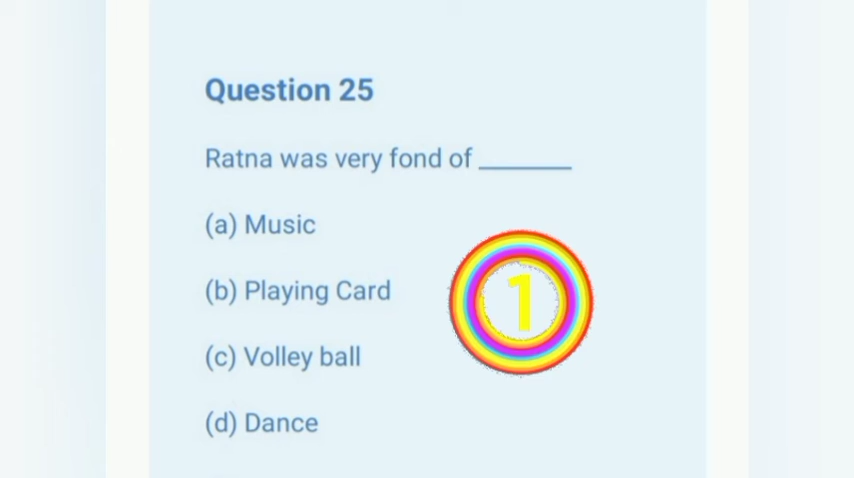 Question 25
Ratna was very fond of _______
(a) Music
(b) Playing Card
1
(c) Volley ball
(d) Dance